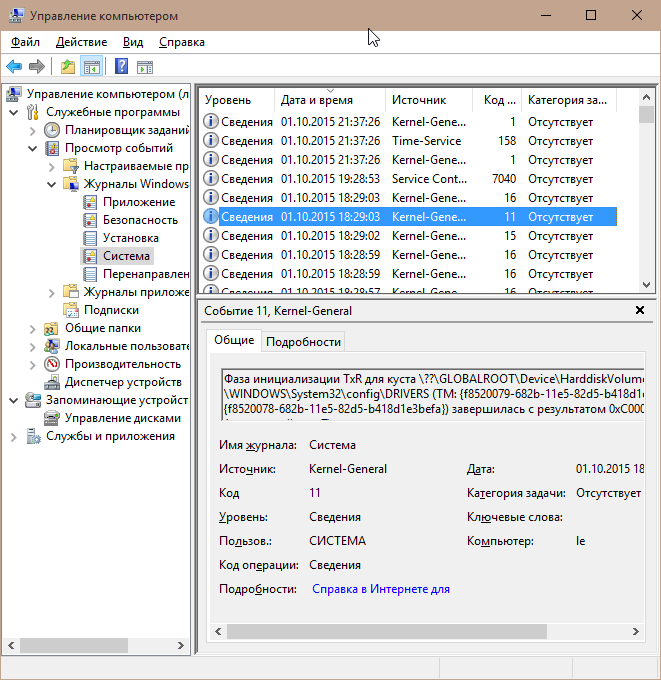 Управление компьютером
Файл Действие Вид Справка
Управление компьютером (л
Служебные программы
Планировщик заданий
Просмотр событий
Настраиваемые пр
Журналы Windows
Приложение
Безопасность
Установка
Система
Перенаправлен
Журналы приложе
Подписки
Общие папки
Локальные пользовате
Производительность
Диспетчер устройств
Запоминающие устройст
Управление дисками
Службы и приложения
Уровень Дата и время Источник Код ... Категория за...
Сведения 01.10.2015 21:37:26 Kernel-Gene... 1 Отсутствует
Сведения 01.10.2015 21:37:26 Time-Service 158 Отсутствует
Сведения 01.10.2015 21:37:26 Kernel-Gene... 1 Отсутствует
Сведения 01.10.2015 19:28:53 Service Cont... 7040 Отсутствует
Сведения 01.10.2015 18:29:03 Kernel-Gene... 16 Отсутствует
Сведения 01.10.2015 18:29:03 Kernel-Gene... 11 Отсутствует
Сведения 01.10.2015 18:29:02 Kernel-Gene... 15 Отсутствует
Сведения 01.10.2015 18:28:59 Kernel-Gene... 16 Отсутствует
Сведения 01.10.2015 18:28:59 Kernel-Gene... 16 Отсутствует
Сведения 01.10.2015 18:28:57 Kernel-Gene... 16 Отсутствует
Событие 11, Kernel-General
Общие Подробности
Фаза инициализации TxR для куста \??\GLOBALROOT\Device\HarddiskVolume
\WINDOWS\System32\config\DRIVERS (TM: {f8520079-682b-11e5-82d5-b418d1e
{f8520078-682b-11e5-82d5-b418d1e3befa}) завершилась с результатом 0xC000
Имя журнала: Система
Источник: Kernel-General Дата: 01.10.2015 18
Код 11 Категория задачи: Отсутствует
Уровень: Сведения Ключевые слова:
Пользов.: СИСТЕМА Компьютер: le
Код операции: Сведения
Подробности: Справка в Интернете для